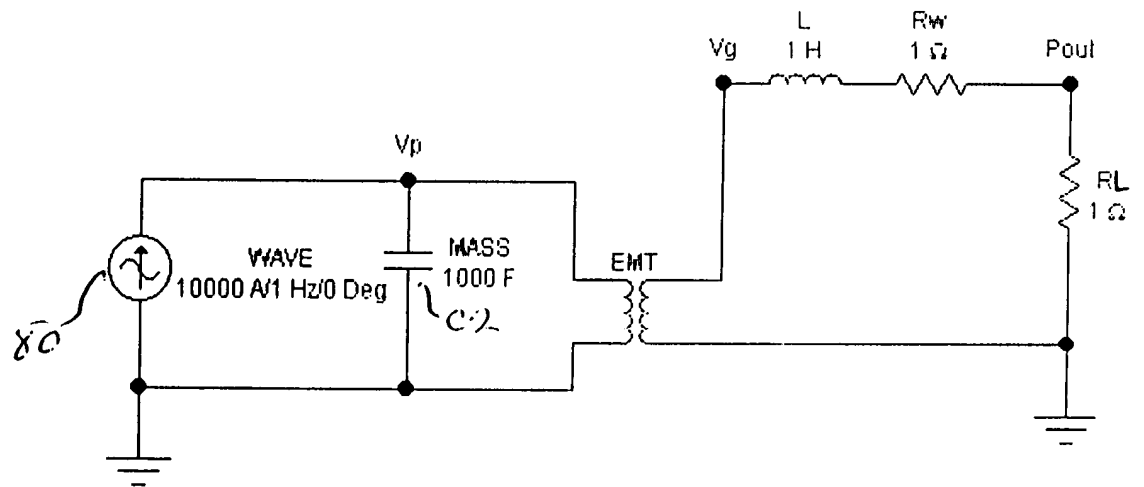 L
1 H
Rw
1 Ω
Vg
Pout
Vp
RL
1 Ω
WAVE
10000 A/1 Hz/0 Deg
MASS
1000 F
EMT